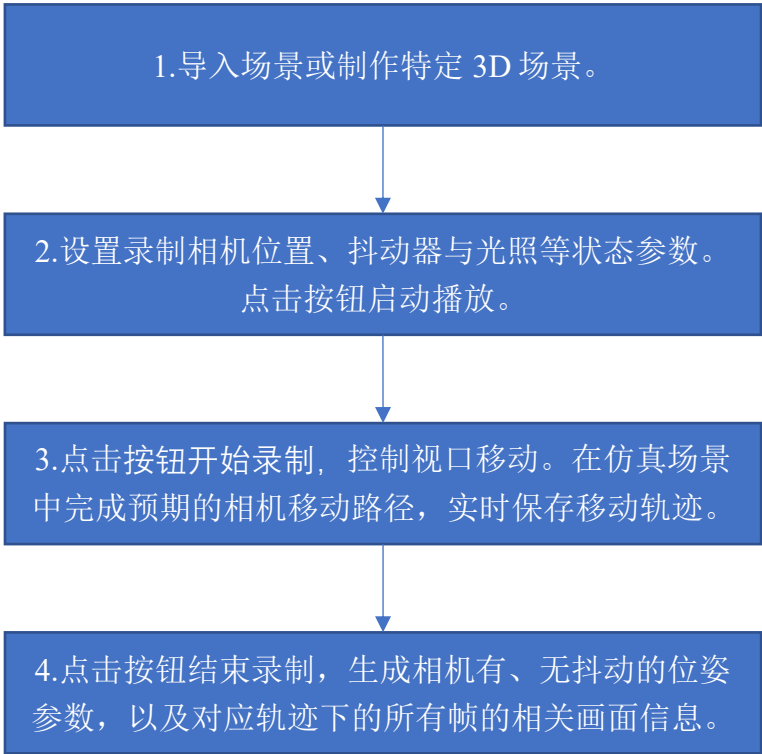 1.导入场景或制作特定 3D 场景。
2.设置录制相机位置、抖动器与光照等状态参数。
点击按钮启动播放。
3.点击按钮开始录制，控制视口移动。在仿真场景
中完成预期的相机移动路径，实时保存移动轨迹。
4.点击按钮结束录制，生成相机有、无抖动的位姿
参数，以及对应轨迹下的所有帧的相关画面信息。